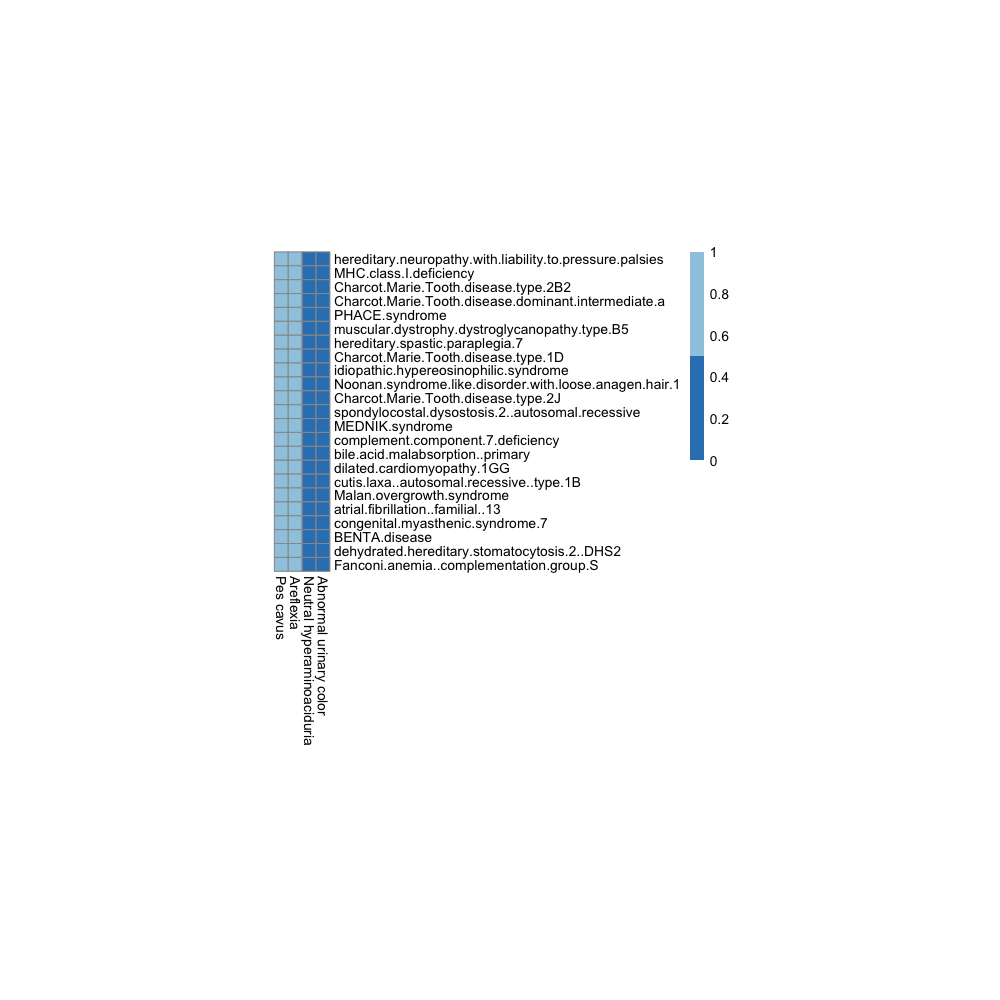 hereditary.neuropathy.with.liability.to.pressure.palsies
MHC.class.I.deficiency
Charcot.Marie.Tooth.disease.type.2B2
Charcot.Marie.Tooth.disease.dominant.intermediate.a
PHACE.syndrome
muscular.dystrophy.dystroglycanopathy.type.B5
hereditary.spastic.paraplegia.7
Charcot.Marie.Tooth.disease.type.1D
idiopathic.hypereosinophilic.syndrome
Noonan.syndrome.like.disorder.with.loose.anagen.hair.1
Charcot.Marie.Tooth.disease.type.2J
spondylocostal.dysostosis.2..autosomal.recessive
MEDNIK.syndrome
complement.component.7.deficiency
bile.acid.malabsorption..primary
dilated.cardiomyopathy.1GG
cutis.laxa..autosomal.recessive..type.1B
Malan.overgrowth.syndrome
atrial.fibrillation..familial..13
congenital.myasthenic.syndrome.7
BENTA.disease
dehydrated.hereditary.stomatocytosis.2..DHS2
Fanconi.anemia..complementation.group.S
Pes cavus
Areflexia
Neutral hyperaminoaciduria
Abnormal urinary color
1
0.8
0.6
0.4
0.2
0